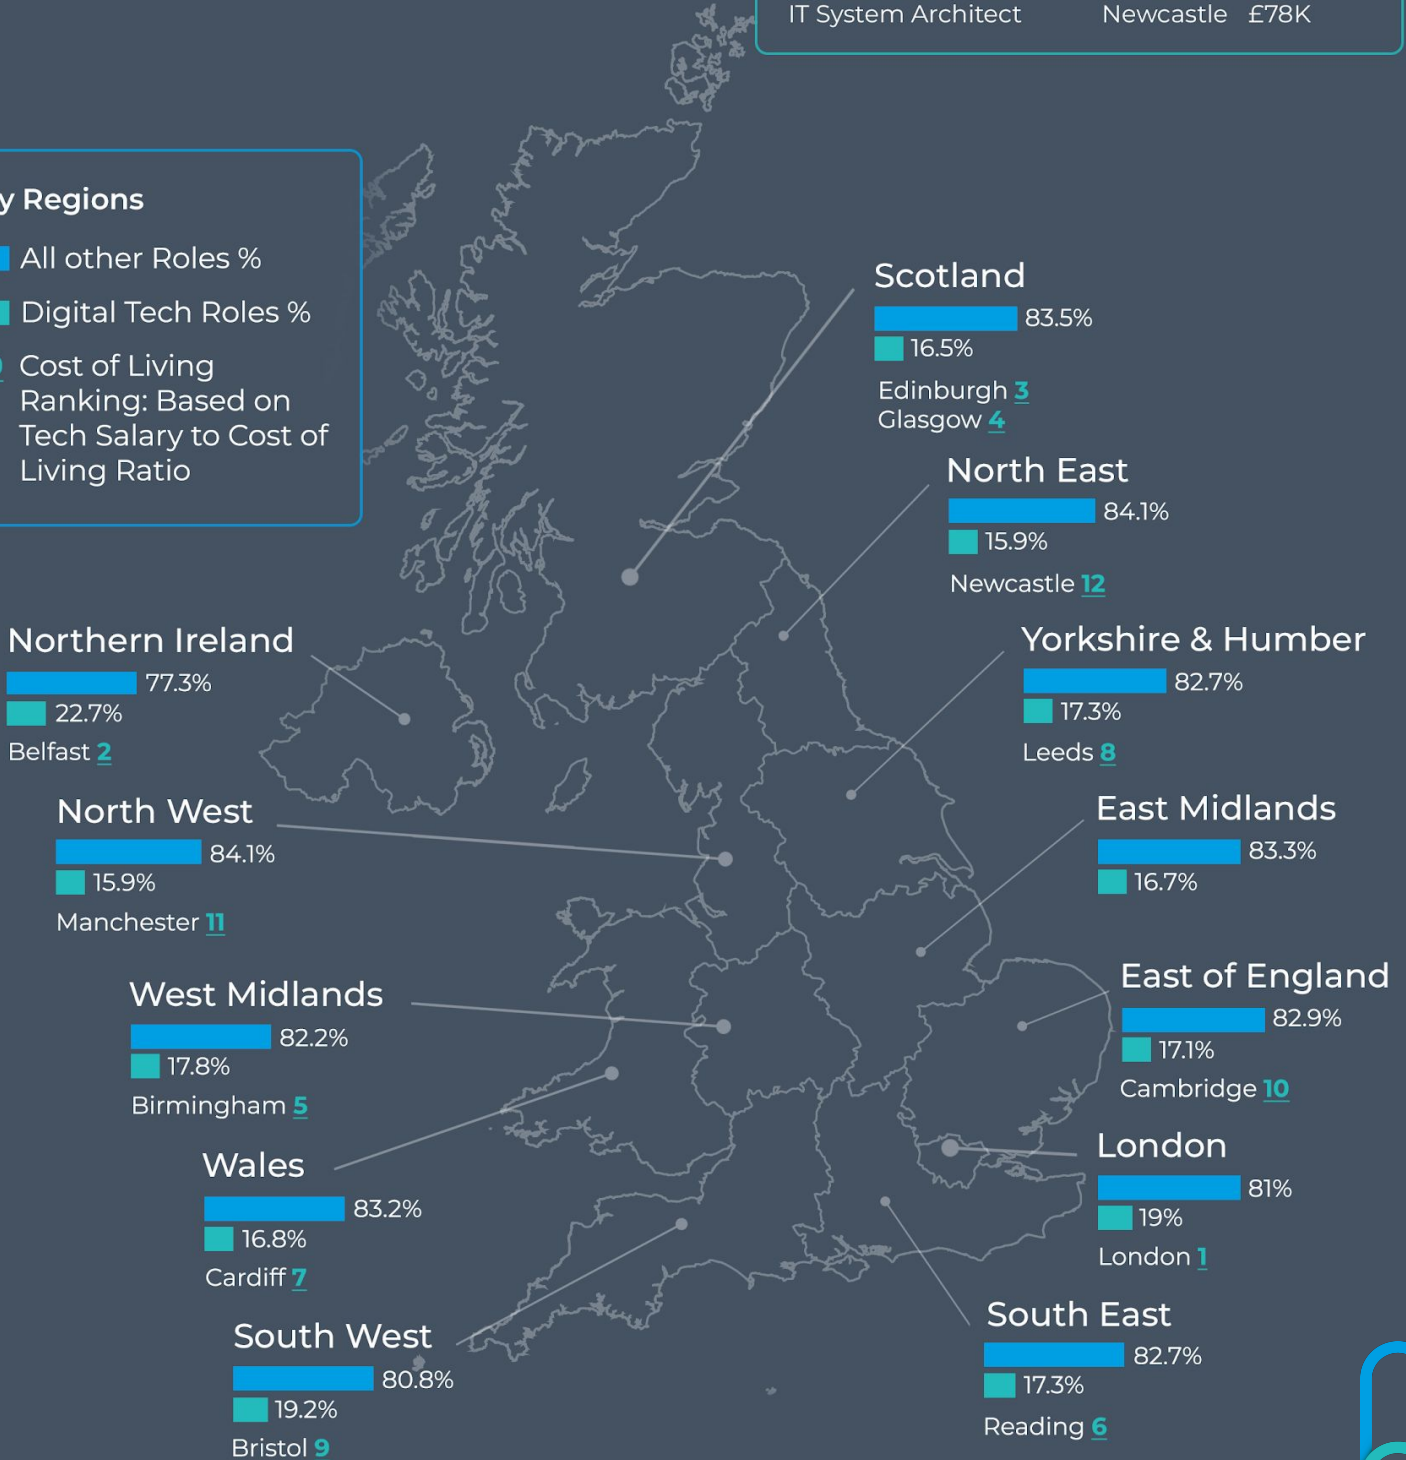 IT System Architect Newcastle £78K
y Regions
All other Roles %
Digital Tech Roles %
Cost of Living
Ranking: Based on
Tech Salary to Cost of
Living Ratio
Scotland
83.5%
16.5%
Edinburgh 3
Glasgow 4
North East
84.1%
15.9%
Newcastle 12
Northern Ireland
77.3%
22.7%
Belfast 2
Yorkshire & Humber
82.7%
17.3%
Leeds 8
North West
84.1%
15.9%
Manchester 11
East Midlands
83.3%
16.7%
West Midlands
82.2%
17.8%
Birmingham 5
East of England
82.9%
17.1%
Cambridge 10
Wales
83.2%
16.8%
Cardiff 7
London
81%
19%
London 1
South West
80.8%
19.2%
Bristol 9
South East
82.7%
17.3%
Reading 6